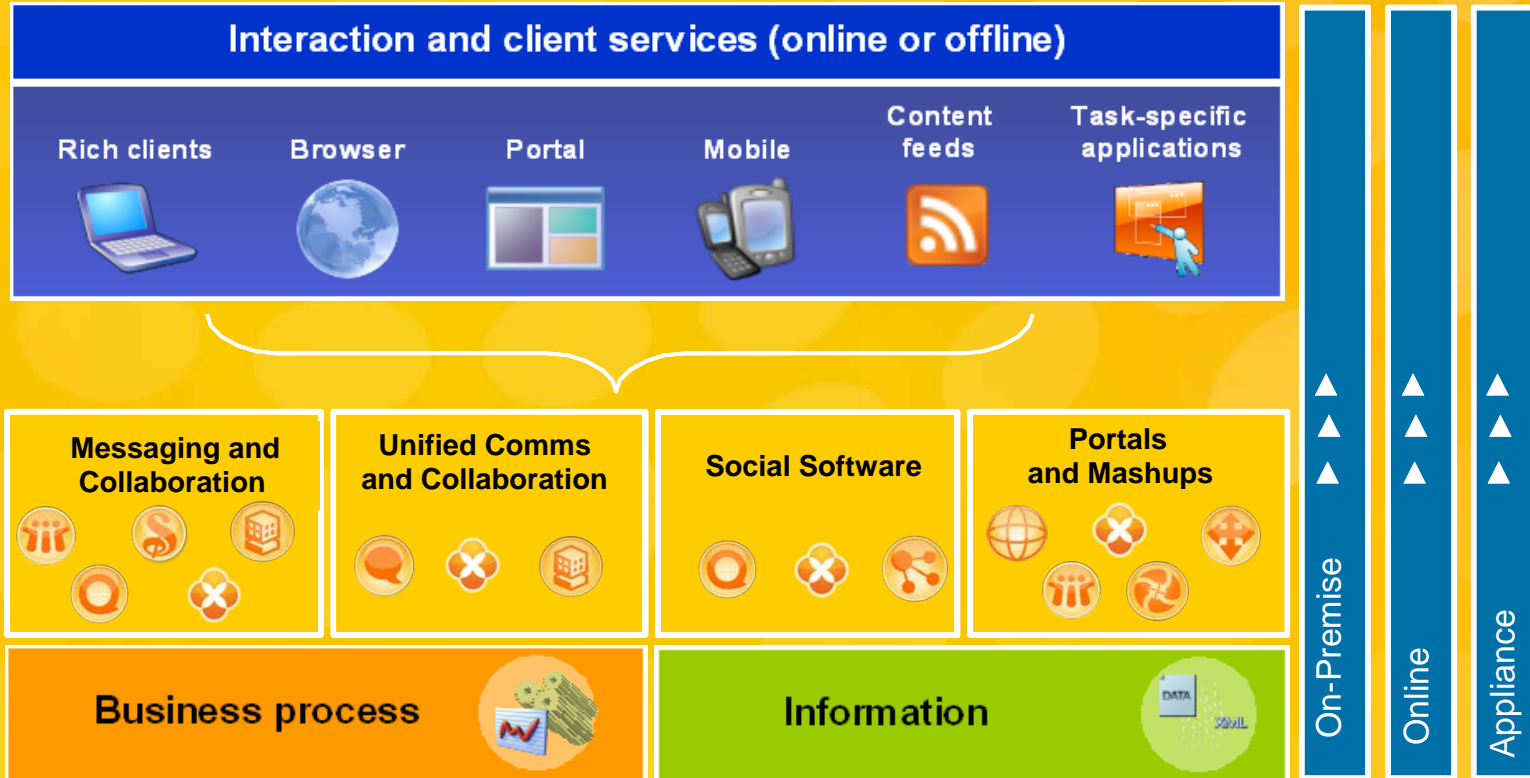 Interaction and client services (online or offline)
Rich clients
Browser
Portal
Mobile
Content
feeds
Task-specific
applications
Messaging and
Collaboration
Unified Comms
and Collaboration
Social Software
Portals
and Mashups
Business process
Information
DATA
XML
On-Premise
Online
Appliance